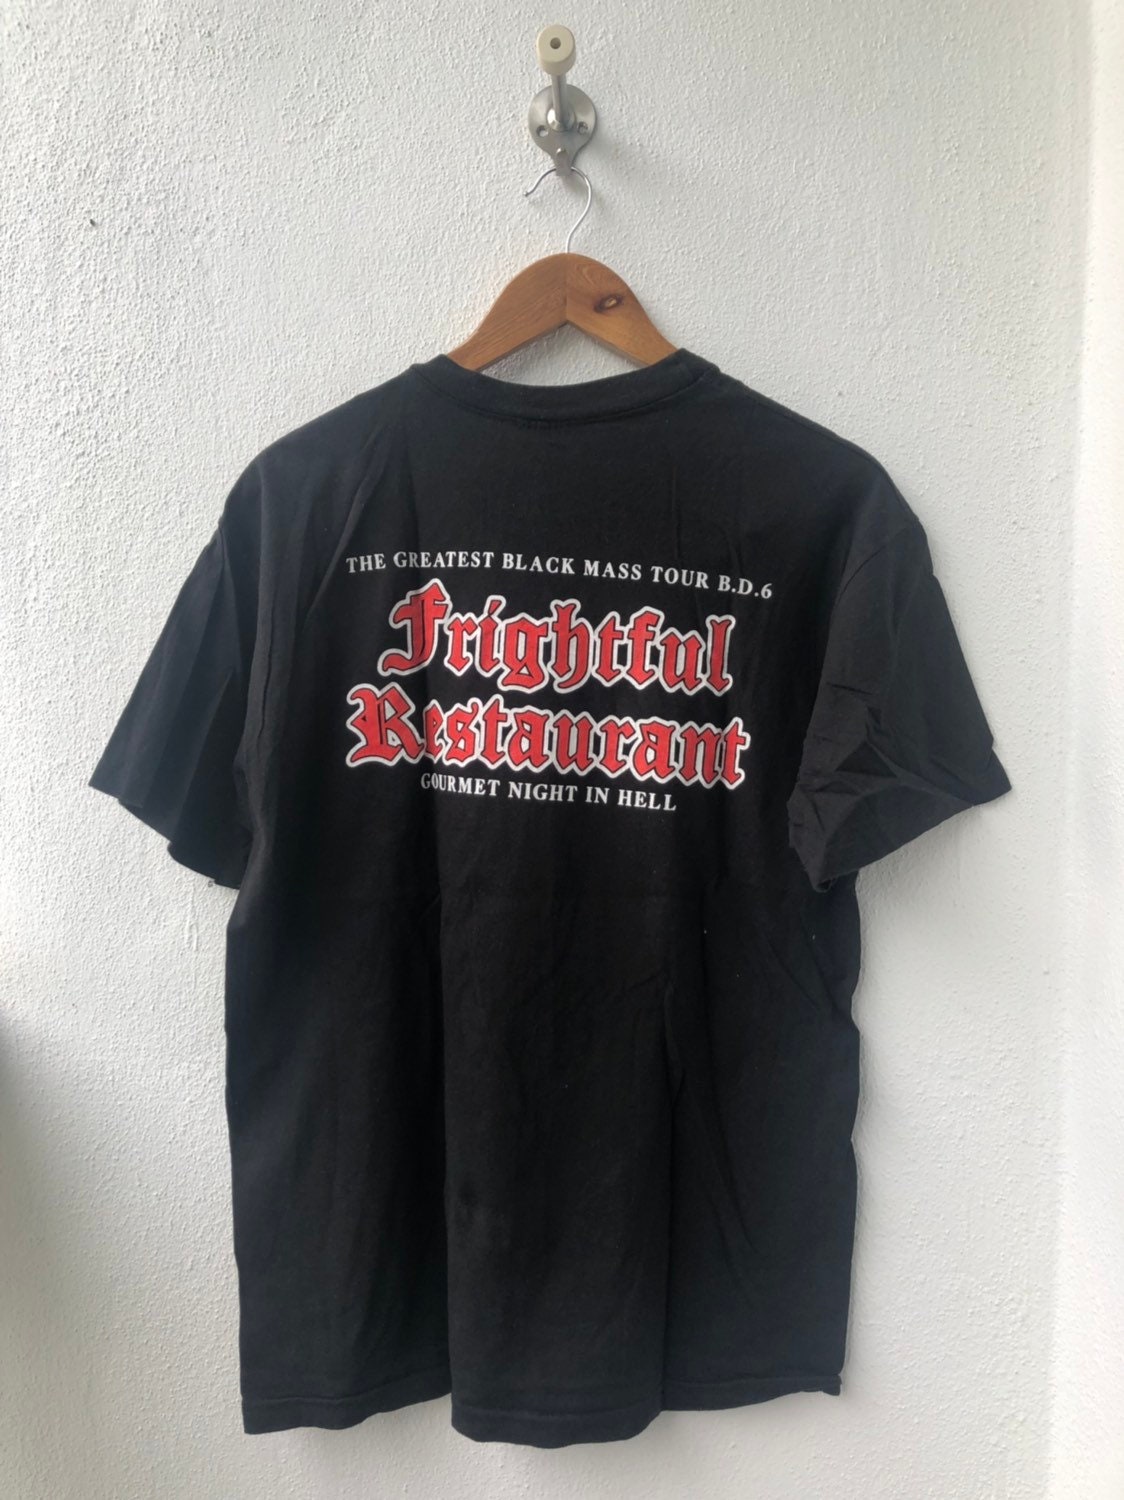 THE GREATEST BLACK MASS TOUR B.D.6
Frightful
Restaurant
GOURMET NIGHT IN HELL